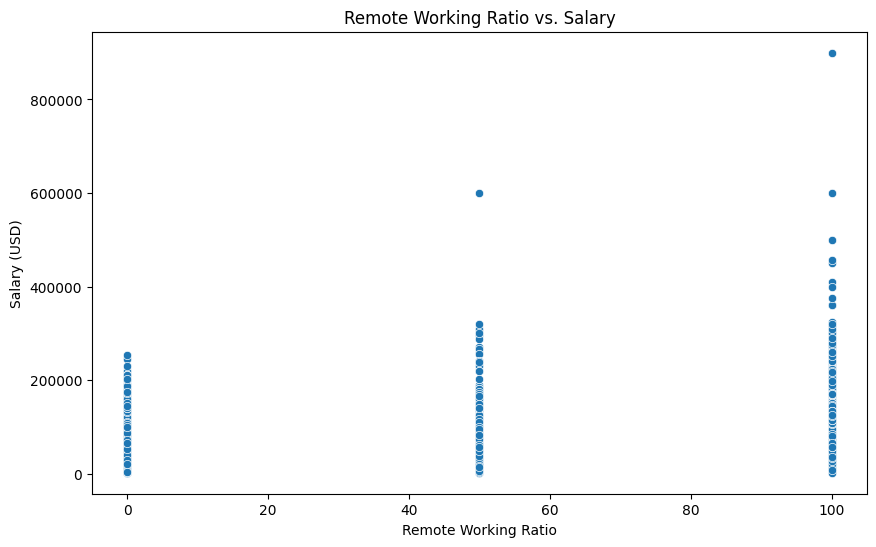 Remote Working Ratio vs. Salary
Salary (USD)
800000
600000
400000
200000
0
0 20 40 60 80 100
Remote Working Ratio